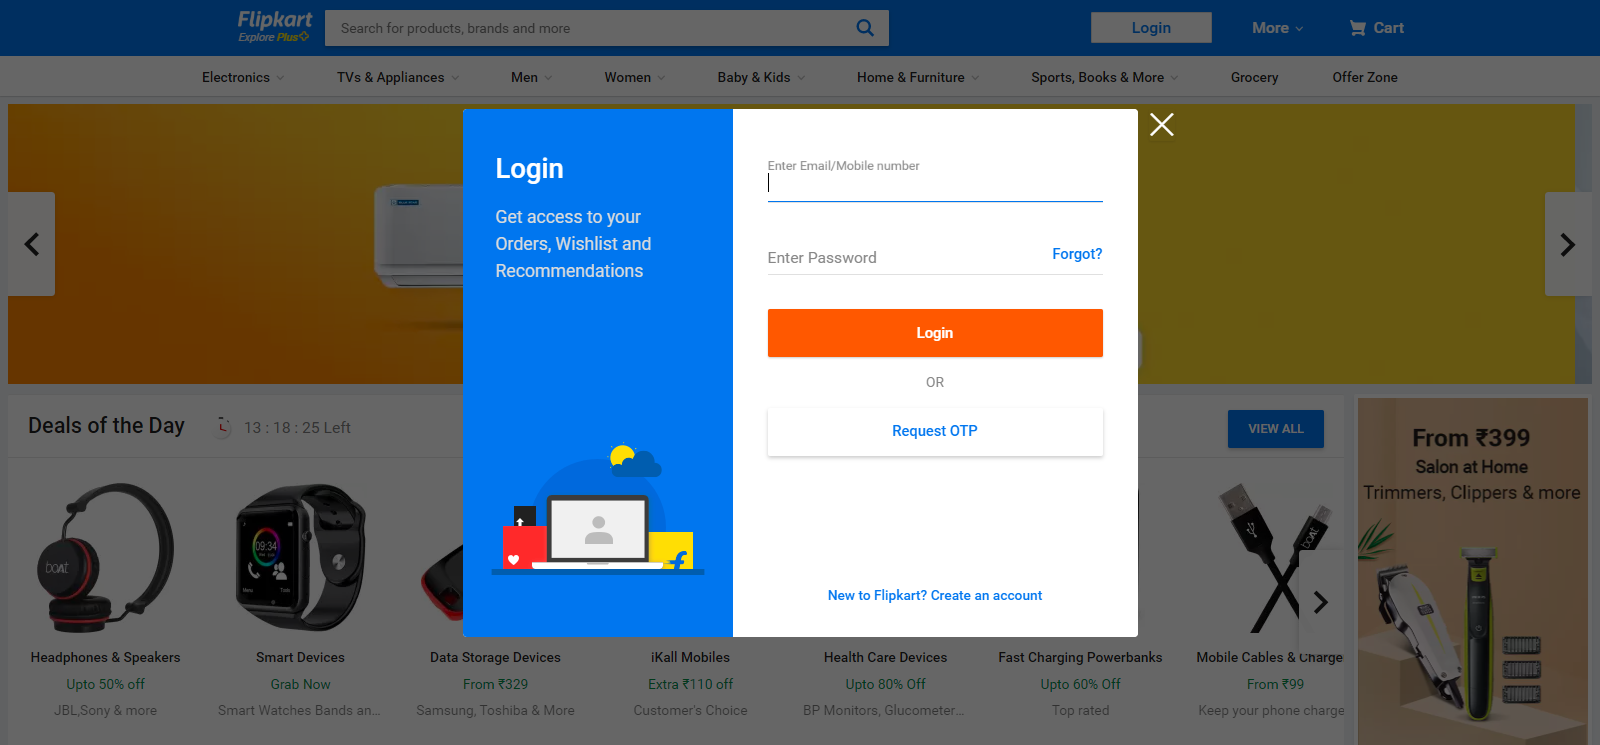 Flipkart
Explore Plus
Search for products, brands and more
Login
More
Cart
Electronics
TVs & Appliances
Men
Women
Baby & Kids
Home & Furniture
Sports, Books & More
Grocery
Offer Zone
Login
Get access to your
Orders, Wishlist and
Recommendations
Enter Email/Mobile number
Enter Password
Forgot?
Login
OR
Request OTP
New to Flipkart? Create an account
Deals of the Day
13 : 18 : 25 Left
VIEW ALL
boAt
09:34
boAt
Headphones & Speakers
Upto 50% off
JBL,Sony & more
Smart Devices
Grab Now
Smart Watches Bands an...
Data Storage Devices
From ₹329
Samsung, Toshiba & More
iKall Mobiles
Extra ₹110 off
Customer's Choice
Health Care Devices
Upto 80% Off
BP Monitors, Glucometer...
Fast Charging Powerbanks
Upto 60% Off
Top rated
Mobile Cables & Charge
From ₹99
Keep your phone charge
From ₹399
Salon at Home
Trimmers, Clippers & more